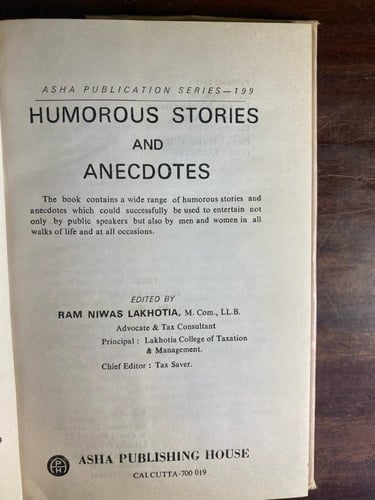 ASHA PUBLICATION SERIES—199
HUMOROUS STORIES
AND
ANECDOTES
The book contains a wide range of humorous stories and
anecdotes which could successfully be used to entertain not
only by public speakers but also by men and women in all
walks of life and at all occasions.
EDITED BY
RAM NIWAS LAKHOTIA, M. Com., LL.B.
Advocate & Tax Consultant
Principal : Lakhotia College of Taxation
& Management.
Chief Editor : Tax Saver.
ASHA PUBLISHING HOUSE
CALCUTTA-700 019